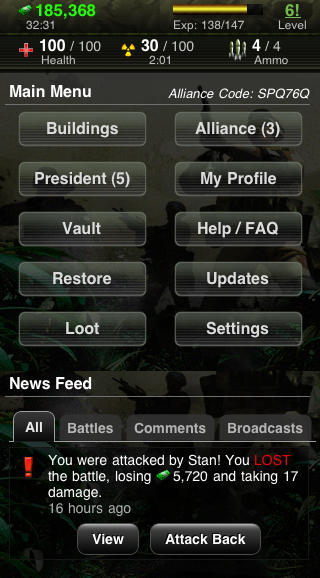 185,368
32:31
Exp: 138/147
6!
Level
100 / 100
Health
30 / 100
2:01
4 / 4
Ammo
Main Menu
Alliance Code: SPQ76Q
Buildings
Alliance (3)
President (5)
My Profile
Vault
Help / FAQ
Restore
Updates
Loot
Settings
News Feed
All
Battles
Comments
Broadcasts
You were attacked by Stan! You LOST
the battle, losing 5,720 and taking 17
damage.
16 hours ago
View
Attack Back